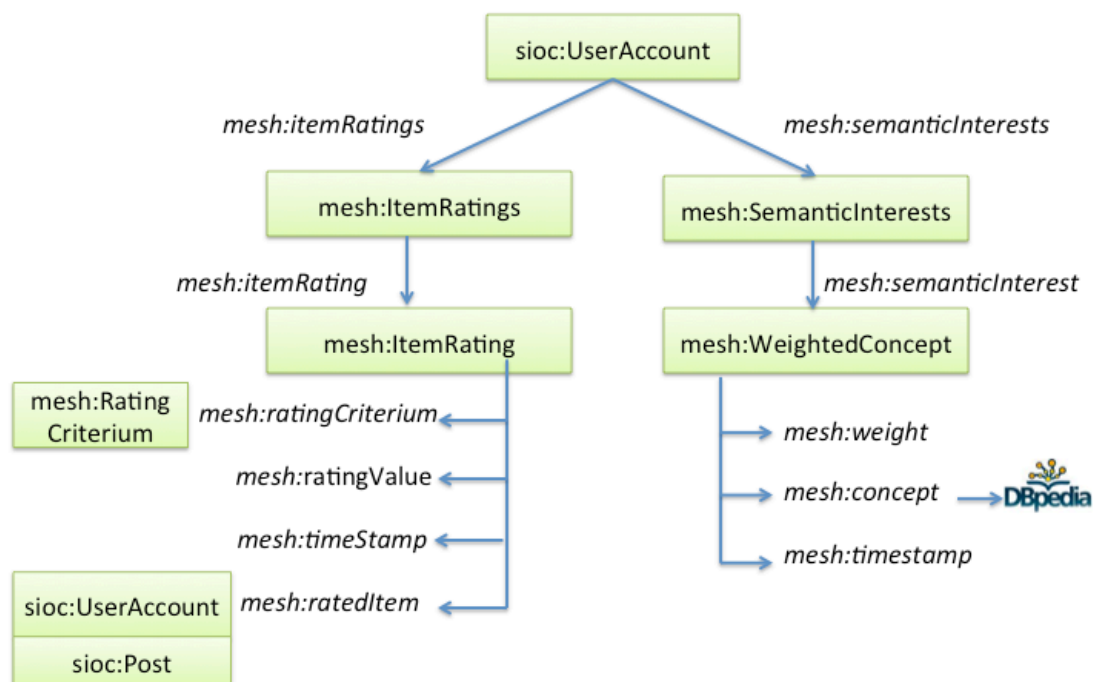 sioc:UserAccount
mesh:itemRatings
mesh:semanticInterests
mesh:ItemRatings
mesh:SemanticInterests
mesh:itemRating
mesh:semanticInterest
mesh:ItemRating
mesh:WeightedConcept
mesh:Rating
Criterium
mesh:ratingCriterium
mesh:weight
mesh:ratingValue
mesh:concept
DBpedia
mesh:timeStamp
mesh:timestamp
sioc:UserAccount
mesh:ratedItem
sioc:Post